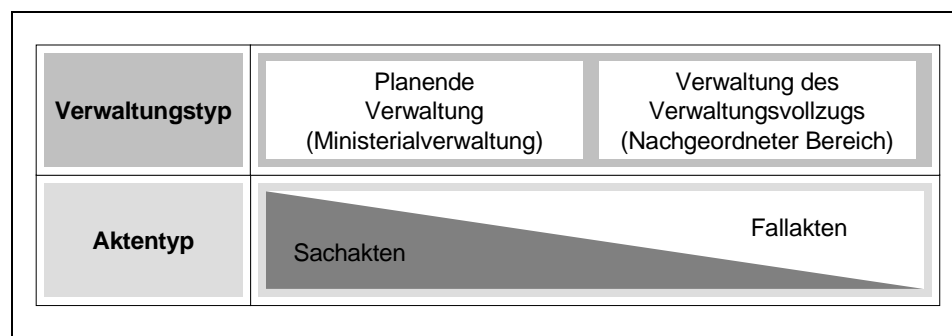 Verwaltungstyp
Planende
Verwaltung
(Ministerialverwaltung)
Verwaltung des
Verwaltungsvollzugs
(Nachgeordneter Bereich)
Aktentyp
Sachakten
Fallakten